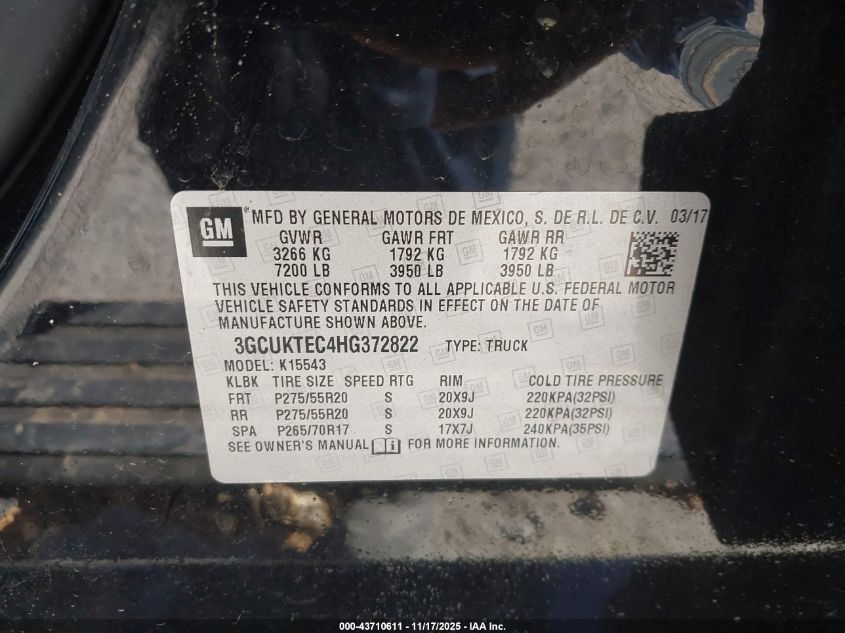 GM ® MFD BY GENERAL MOTORS DE MEXICO, S. DE R.L. DE C.V. 03/17
GVWR GAWR FRT GAWR RR
3266 KG 1792 KG 1792 KG
7200 LB 3950 LB 3950 LB
THIS VEHICLE CONFORMS TO ALL APPLICABLE U.S. FEDERAL MOTOR
VEHICLE SAFETY STANDARDS IN EFFECT ON THE DATE OF
MANUFACTURE SHOWN ABOVE.
3GCUKTEC4HG372822 TYPE: TRUCK
MODEL: K15543
KLBK TIRE SIZE SPEED RTG RIM COLD TIRE PRESSURE
FRT P275/55R20 S 20X9J 220KPA(32PSI)
RR P275/55R20 S 20X9J 220KPA(32PSI)
SPA P265/70R17 S 17X7J 240KPA(35PSI)
SEE OWNER'S MANUAL FOR MORE INFORMATION.
000-43710611 - 11/17/2025 - IAA Inc.